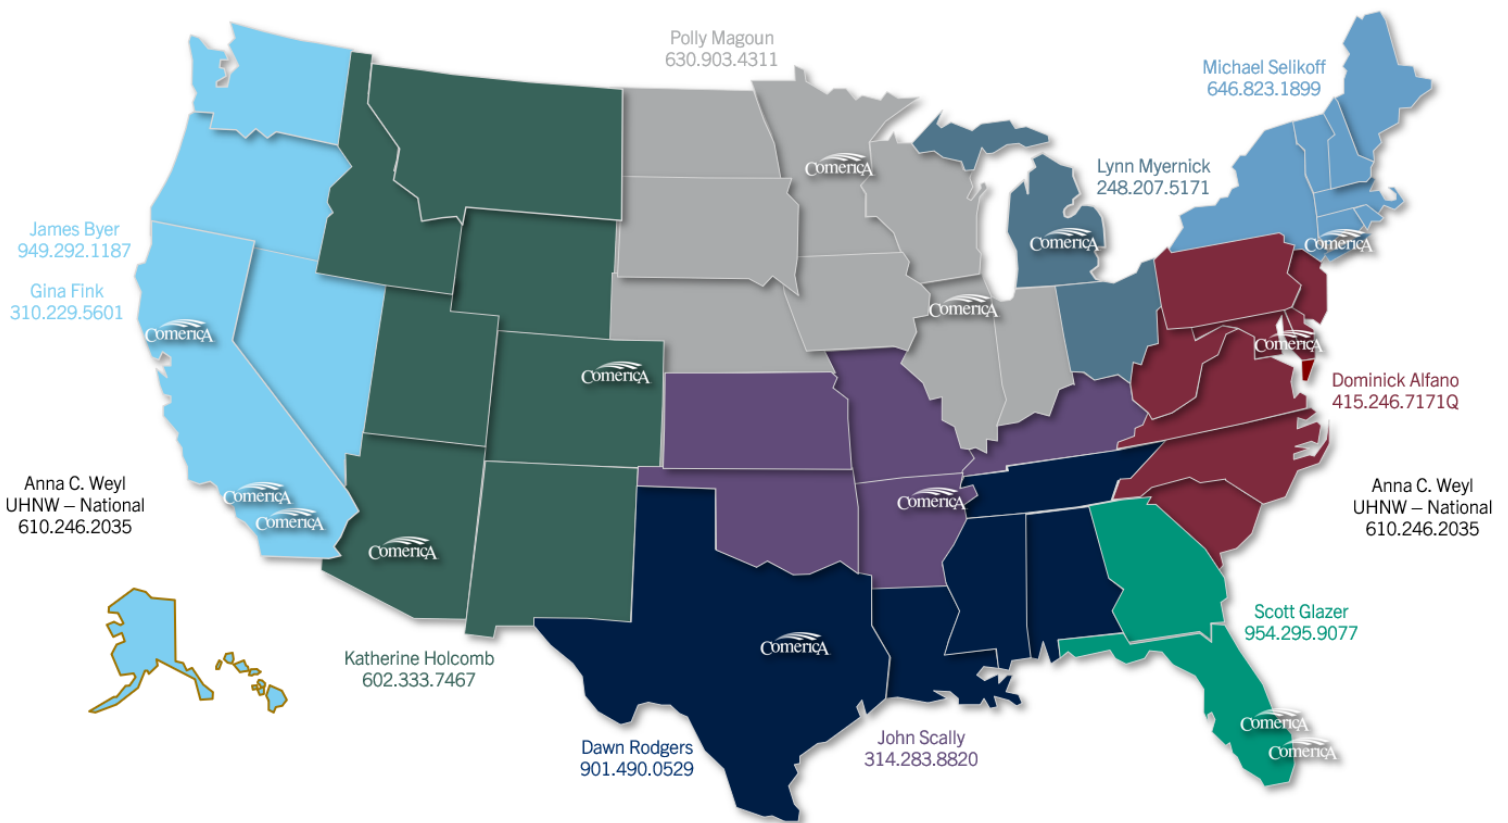 Polly Magoun
630.903.4311
Michael Selikoff
646.823.1899
Comerica
Lynn Myernick
248.207.5171
James Byer
949.292.1187
Comerica
Comerica
Gina Fink
310.229.5601
Comerica
Comerica
Comerica
Comerica
Dominick Alfano
415.246.7171Q
Anna C. Weyl
UHNW – National
610.246.2035
Comerica
Comerica
Comerica
Anna C. Weyl
UHNW – National
610.246.2035
Comerica
Scott Glazer
954.295.9077
Katherine Holcomb
602.333.7467
Comerica
Dawn Rodgers
901.490.0529
John Scally
314.283.8820
Comerica
Comerica